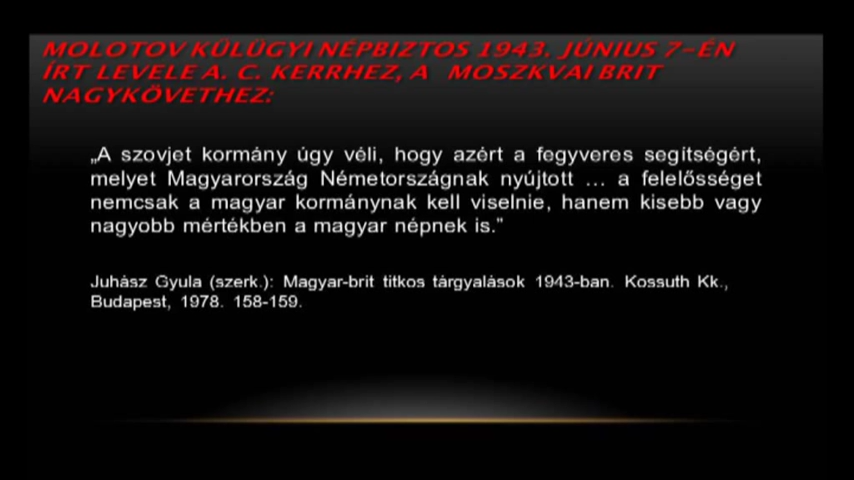 MOLOTOV KÜLÜGYI NÉPBIZTOS 1943. JÚNIUS 7-ÉN
ÍRT LEVELE A. C. KERRHEZ, A MOSZKVAI BRIT
NAGYKÖVETHEZ:
„A szovjet kormány úgy véli, hogy azért a fegyveres segítségért,
melyet Magyarország Németországnak nyújtott … a felelősséget
nemcsak a magyar kormánynak kell viselnie, hanem kisebb vagy
nagyobb mértékben a magyar népnek is."
Juhász Gyula (szerk.): Magyar-brit titkos tárgyalások 1943-ban. Kossuth Kk.,
Budapest, 1978. 158-159.